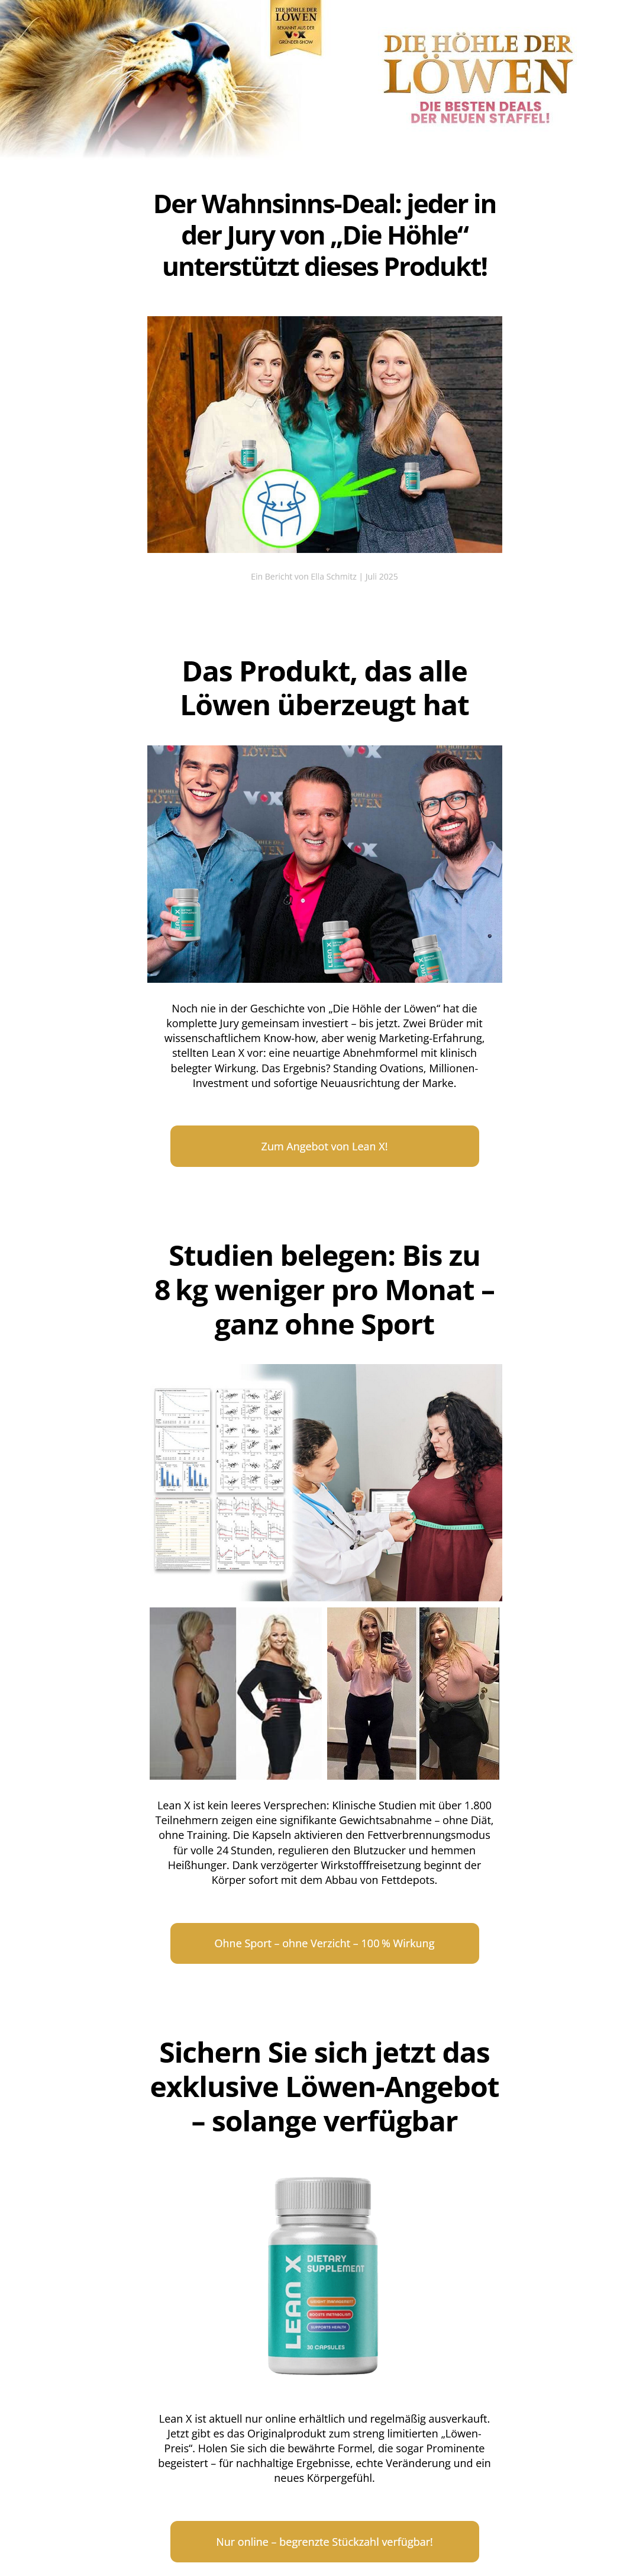 DIE HÖHLE DER
LÖWEN
BEKANNT AUS DER
VOX
GRÜNDER-SHOW
DIE HÖHLE DER
LÖWEN
DIE BESTEN DEALS
DER NEUEN STAFFEL!
Der Wahnsinns-Deal: jeder in
der Jury von „Die Höhle“
unterstützt dieses Produkt!
Ein Bericht von Ella Schmitz | Juli 2025
Das Produkt, das alle
Löwen überzeugt hat
VOX
LEAN X
LEAN X
LEAN X
Noch nie in der Geschichte von „Die Höhle der Löwen“ hat die
komplette Jury gemeinsam investiert – bis jetzt. Zwei Brüder mit
wissenschaftlichem Know-how, aber wenig Marketing-Erfahrung,
stellten Lean X vor: eine neuartige Abnehmformel mit klinisch
belegter Wirkung. Das Ergebnis? Standing Ovations, Millionen-
Investment und sofortige Neuausrichtung der Marke.
Zum Angebot von Lean X!
Studien belegen: Bis zu
8 kg weniger pro Monat –
ganz ohne Sport
Lean X ist kein leeres Versprechen: Klinische Studien mit über 1.800
Teilnehmern zeigen eine signifikante Gewichtsabnahme – ohne Diät,
ohne Training. Die Kapseln aktivieren den Fettverbrennungsmodus
für volle 24 Stunden, regulieren den Blutzucker und hemmen
Heißhunger. Dank verzögerter Wirkstofffreisetzung beginnt der
Körper sofort mit dem Abbau von Fettdepots.
Ohne Sport – ohne Verzicht – 100 % Wirkung
Sichern Sie sich jetzt das
exklusive Löwen-Angebot
– solange verfügbar
LEAN X
DIETARY
SUPPLEMENT
BOOSTS METABOLISM
SUPPORTS HEALTH
30 CAPSULES
Lean X ist aktuell nur online erhältlich und regelmäßig ausverkauft.
Jetzt gibt es das Originalprodukt zum streng limitierten „Löwen-
Preis“. Holen Sie sich die bewährte Formel, die sogar Prominente
begeistert – für nachhaltige Ergebnisse, echte Veränderung und ein
neues Körpergefühl.
Nur online – begrenzte Stückzahl verfügbar!